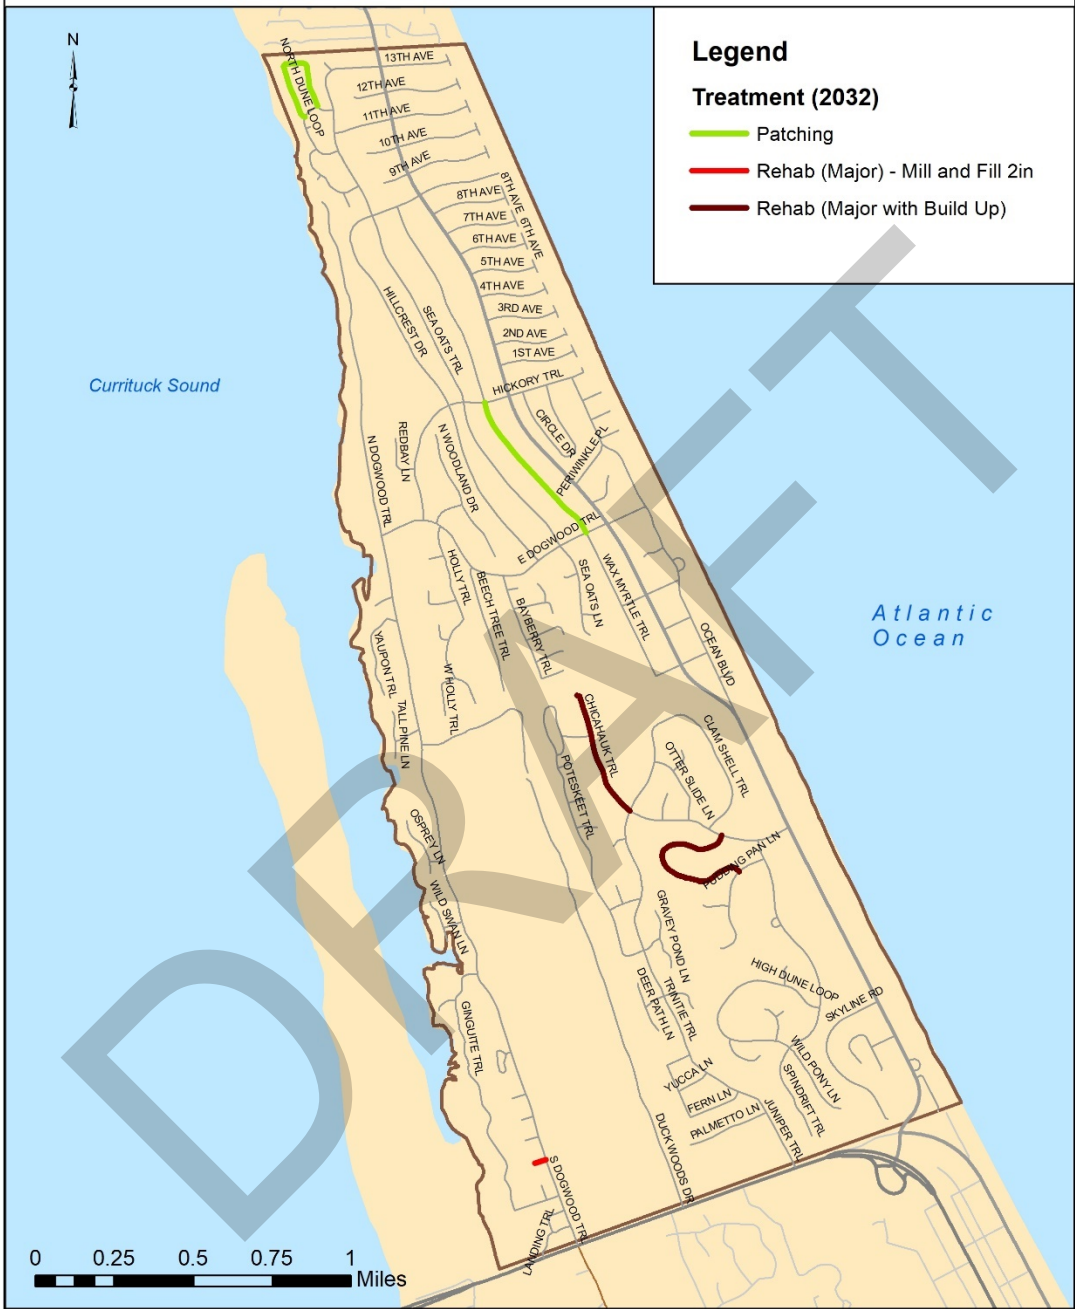 Legend
Treatment (2032)
Patching
Rehab (Major) - Mill and Fill 2in
Rehab (Major with Build Up)
N
NORTH DUNE LOOP
13TH AVE
12TH AVE
11TH AVE
10TH AVE
9TH AVE
8TH AVE
8TH AVE
7TH AVE
6TH AVE
6TH AVE
5TH AVE
4TH AVE
3RD AVE
2ND AVE
1ST AVE
HILLCREST DR
SEA OATS TRL
HICKORY TRL
Currituck Sound
CIRCLE DR
PERIWINKLE PL
REDBAY LN
N WOODLAND DR
N DOGWOOD TRL
E DOGWOOD TRL
HOLLY TRL
BEECH TREE TRL
BAYBERRY TRL
SEA OATS LN
WAX MYRTLE TRL
OCEAN BLVD
Atlantic
Ocean
YAUPON TRL
W HOLLY TRL
TALL PINE LN
CHICAHAUK TRL
CLAM SHELL TRL
OTTER SLIDE LN
POTESKEET TRL
OSPREY LN
PUDDING PAN LN
WILD SWAN LN
GRAVEY POND LN
HIGH DUNE LOOP
SKYLINE RD
DEER PATH LN
TRINITIE TRL
GINGUITE TRL
WILD PONY LN
SPINDRIFT TRL
YUCCA LN
FERN LN
PALMETTO LN
JUNIPER TRL
DUCK WOODS DR
S DOGWOOD TRL
LANDING TRL
DRAFT
0 0.25 0.5 0.75 1
Miles